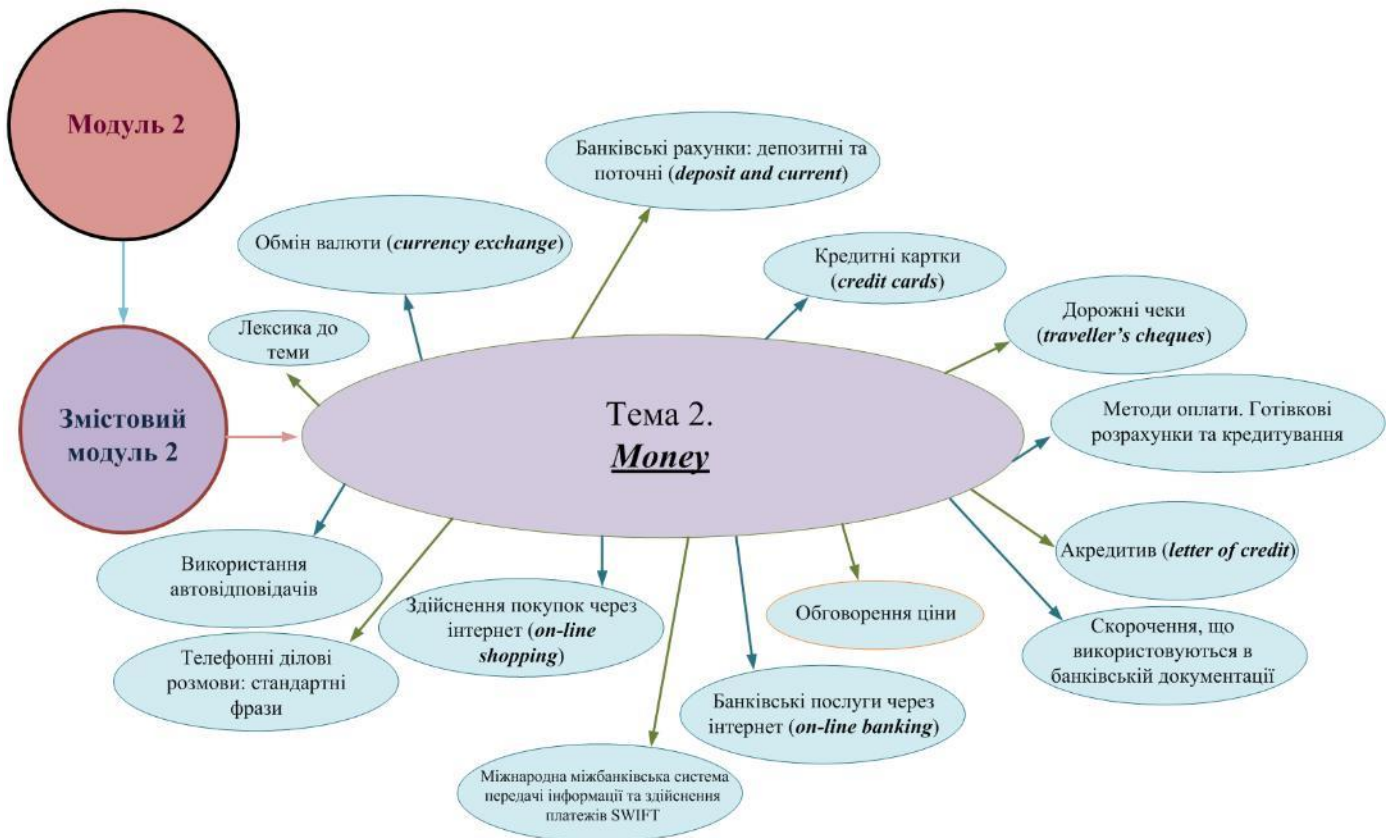 Модуль 2
Банківські рахунки: депозитні та
поточні (deposit and current)
Обмін валюти (currency exchange)
Кредитні картки
(credit cards)
Дорожні чеки
(traveller’s cheques)
Лексика до
теми
Змістовий
модуль 2
Тема 2.
Money
Методи оплати. Готівкові
розрахунки та кредитування
Акредитив (letter of credit)
Використання
автовідповідачів
Здійснення покупок через
інтернет (on-line
shopping)
Обговорення ціни
Скорочення, що
використовуються в
банківській документації
Телефонні ділові
розмови: стандартні
фрази
Банківські послуги через
інтернет (on-line banking)
Міжнародна міжбанківська система
передачі інформації та здійснення
платежів SWIFT